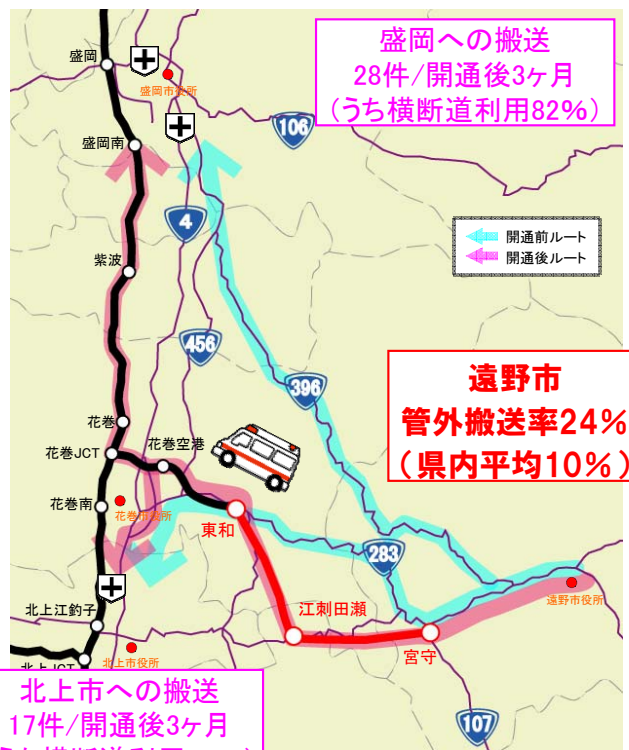 盛岡への搬送
28件/開通後3ヶ月
(うち横断道利用82%)
盛岡
盛岡市役所
盛岡南
106
4
開通前ルート
開通後ルート
紫波
456
396
遠野市
管外搬送率24%
(県内平均10%)
花巻
花巻空港
花巻JCT
花巻南
花巻市役所
東和
283
江刺田瀬
遠野市役所
宮守
北上江釣子
北上市役所
北上JCT
北上市への搬送
17件/開通後3ヶ月
107